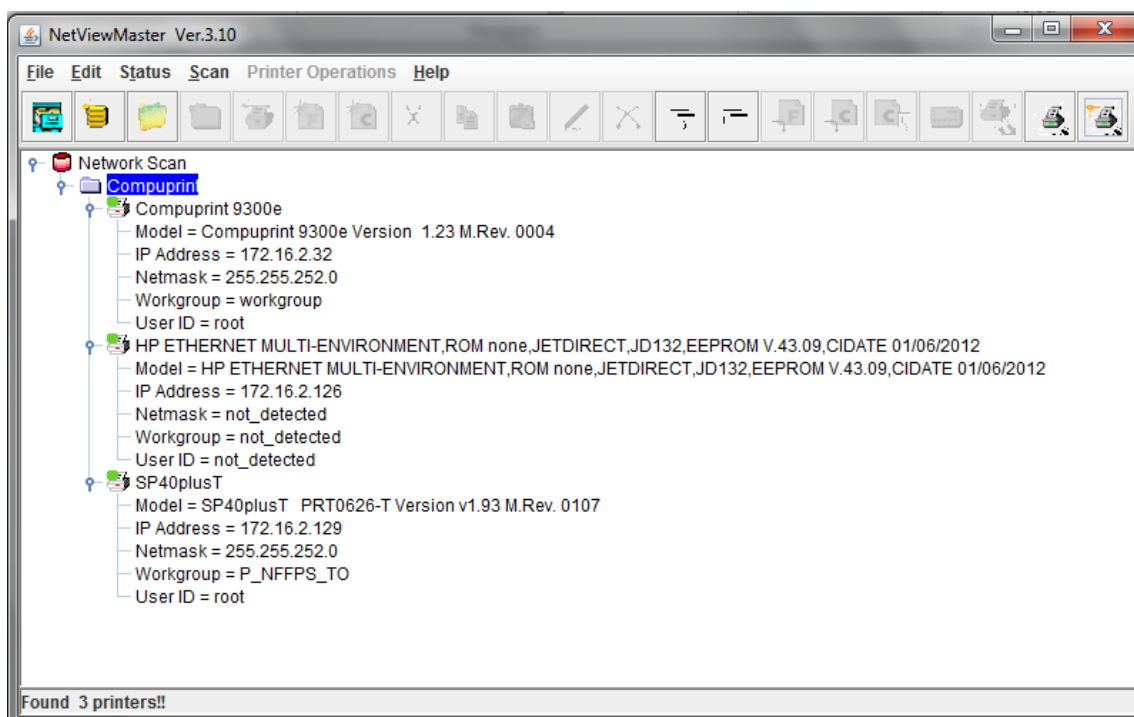 NetViewMaster Ver.3.10
File Edit Status Scan Printer Operations Help
Network Scan
Compuprint
Compuprint 9300e
Model = Compuprint 9300e Version 1.23 M.Rev. 0004
IP Address = 172.16.2.32
Netmask = 255.255.252.0
Workgroup = workgroup
User ID = root
HP ETHERNET MULTI-ENVIRONMENT,ROM none,JETDIRECT,JD132,EEPROM V.43.09,CIDATE 01/06/2012
Model = HP ETHERNET MULTI-ENVIRONMENT,ROM none,JETDIRECT,JD132,EEPROM V.43.09,CIDATE 01/06/2012
IP Address = 172.16.2.126
Netmask = not_detected
Workgroup = not_detected
User ID = not_detected
SP40plusT
Model = SP40plusT PRT0626-T Version v1.93 M.Rev. 0107
IP Address = 172.16.2.129
Netmask = 255.255.252.0
Workgroup = P_NFFPS_TO
User ID = root
Found 3 printers!!